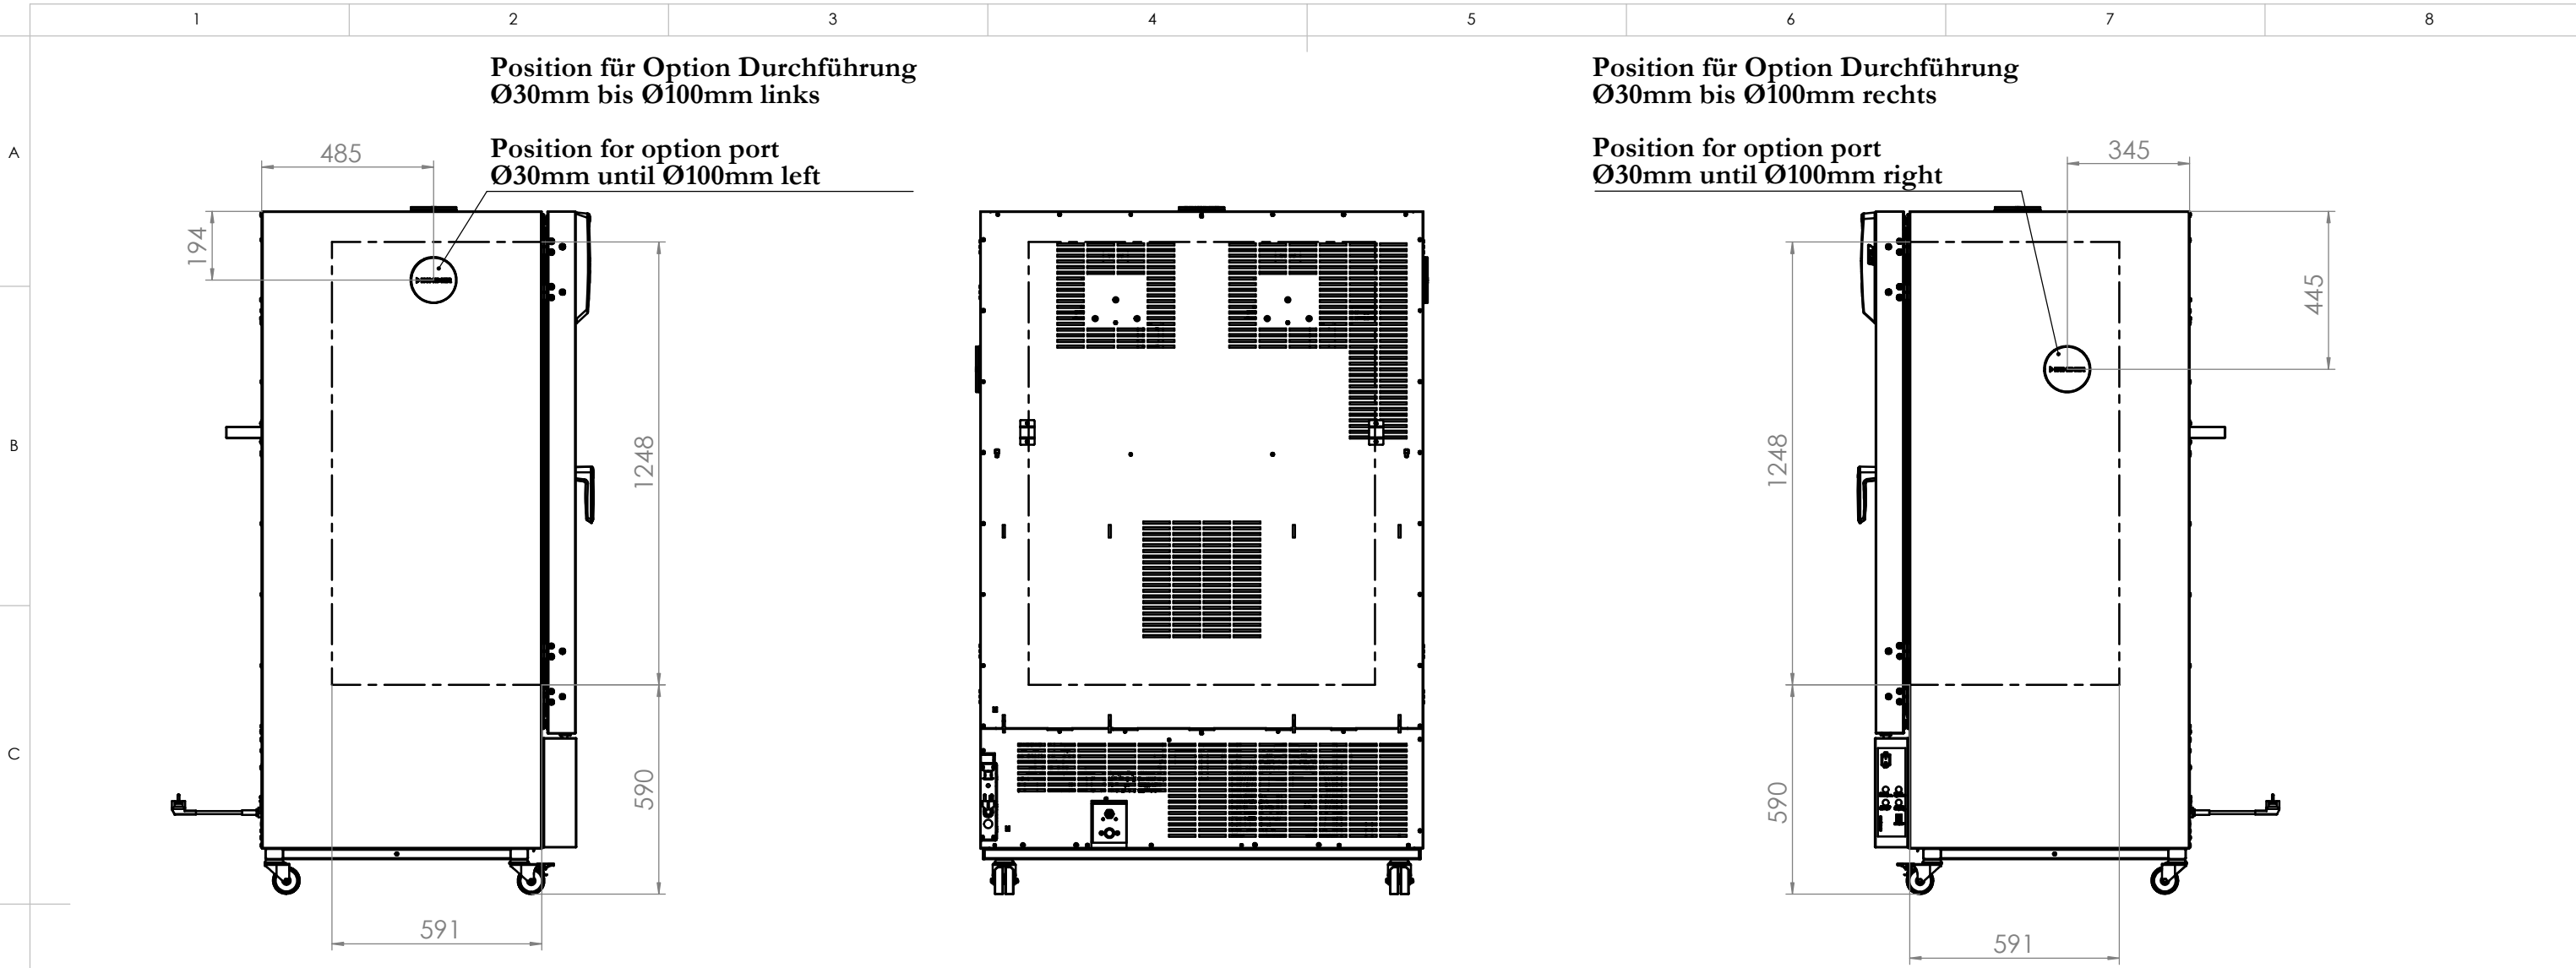 1 2 3 4 5 6 7 8
Position für Option Durchführung
Ø30mm bis Ø100mm links
Position for option port
Ø30mm until Ø100mm left
Position für Option Durchführung
Ø30mm bis Ø100mm rechts
Position for option port
Ø30mm until Ø100mm right
A
485
345
194
445
B
1248
1248
C
590
590
591
591